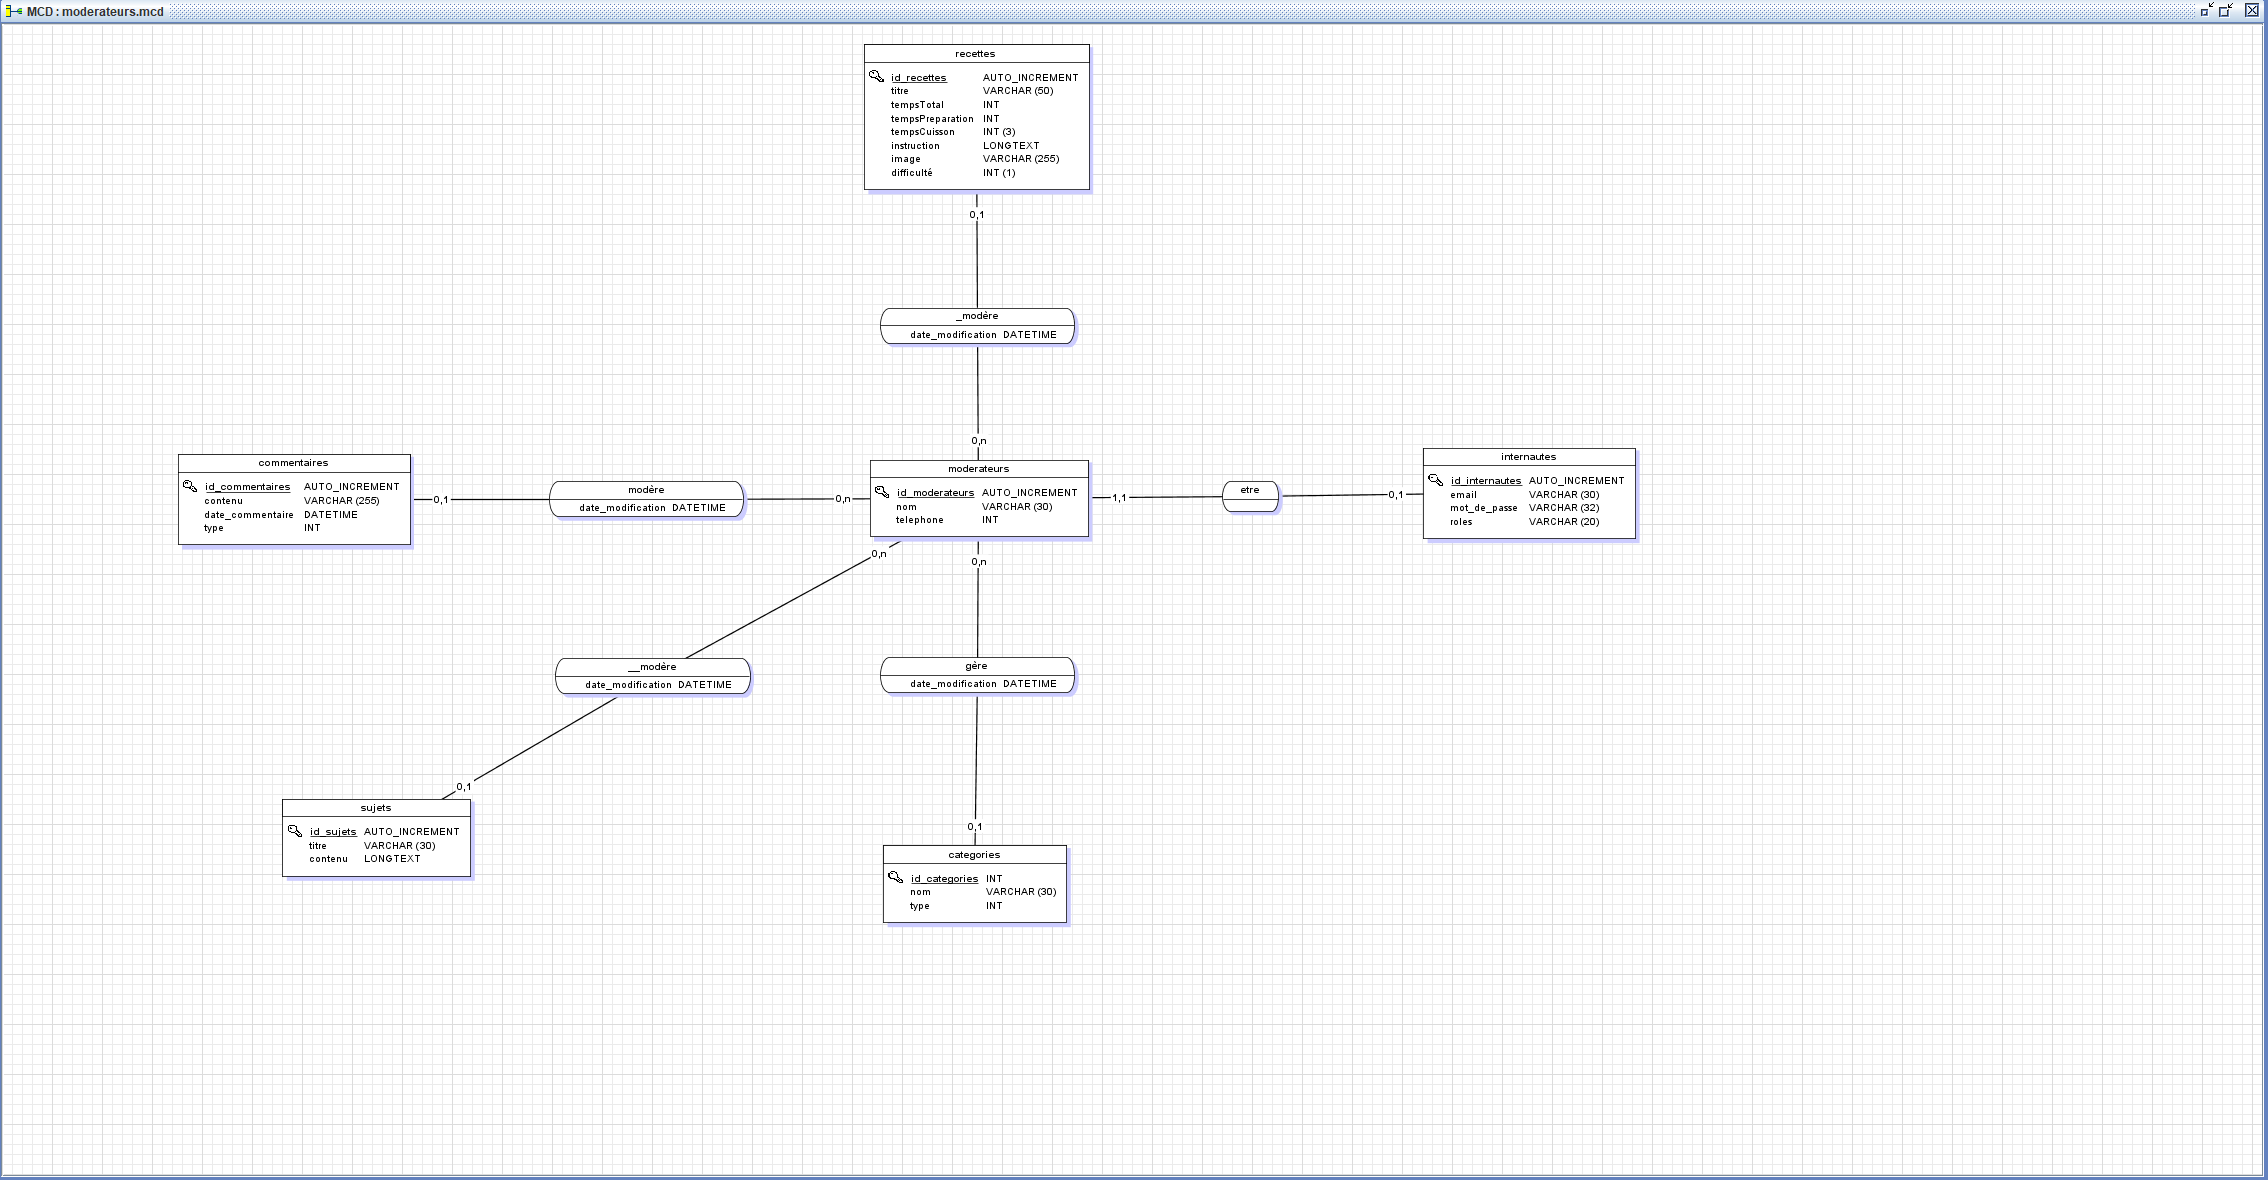 MCD : moderateurs.mcd
recettes
id_recettes AUTO_INCREMENT
titre VARCHAR (50)
tempsTotal INT
tempsPreparation INT
tempsCuisson INT (3)
instruction LONGTEXT
image VARCHAR (255)
difficulté INT (1)
0,1
_modère
date_modification DATETIME
0,n
commentaires
id_commentaires AUTO_INCREMENT
contenu VARCHAR (255)
date_commentaire DATETIME
type INT
0,1
modère
date_modification DATETIME
0,n
moderateurs
id_moderateurs AUTO_INCREMENT
nom VARCHAR (30)
telephone INT
1,1
etre
0,1
internautes
id_internautes AUTO_INCREMENT
email VARCHAR (30)
mot_de_passe VARCHAR (32)
roles VARCHAR (20)
0,n
0,n
__modère
date_modification DATETIME
gère
date_modification DATETIME
0,1
sujets
id_sujets AUTO_INCREMENT
titre VARCHAR (30)
contenu LONGTEXT
0,1
categories
id_categories INT
nom VARCHAR (30)
type INT